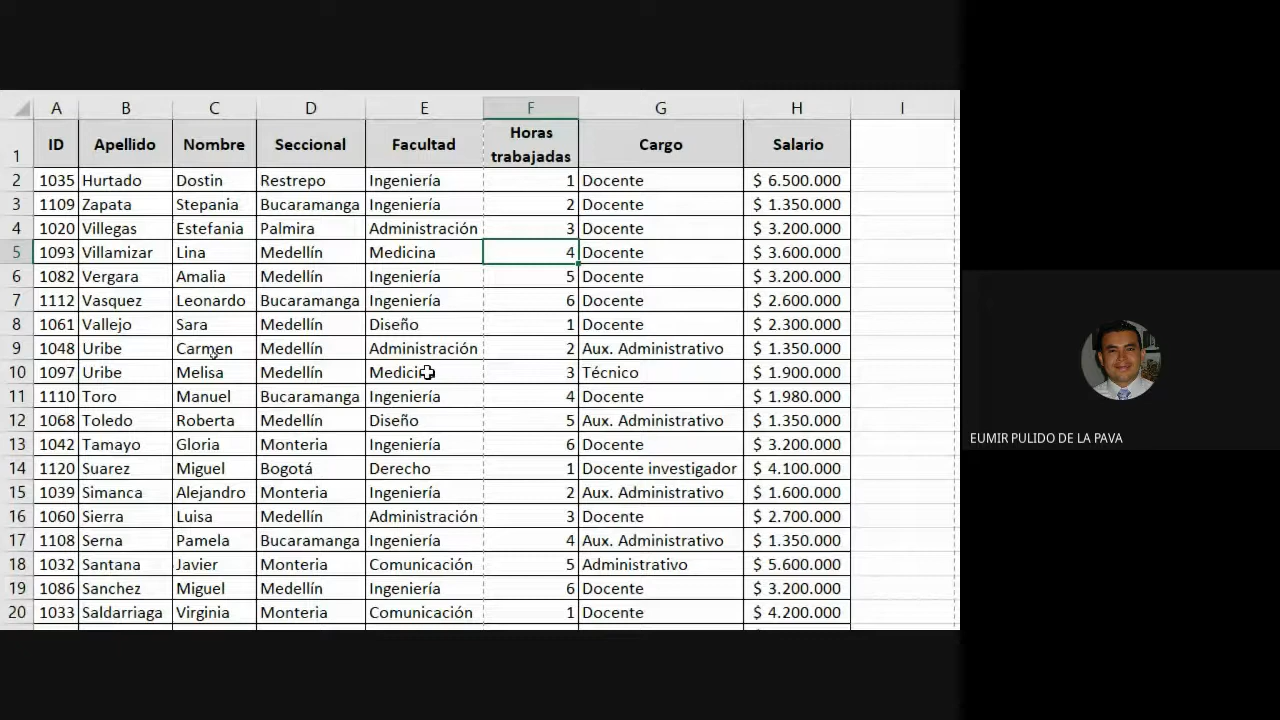 A B C D E F G H I
1 ID Apellido Nombre Seccional Facultad Horas trabajadas Cargo Salario
2 1035 Hurtado Dostin Restrepo Ingeniería 1 Docente $ 6.500.000
3 1109 Zapata Stepania Bucaramanga Ingeniería 2 Docente $ 1.350.000
4 1020 Villegas Estefania Palmira Administración 3 Docente $ 3.200.000
5 1093 Villamizar Lina Medellín Medicina 4 Docente $ 3.600.000
6 1082 Vergara Amalia Medellín Ingeniería 5 Docente $ 3.200.000
7 1112 Vasquez Leonardo Bucaramanga Ingeniería 6 Docente $ 2.600.000
8 1061 Vallejo Sara Medellín Diseño 1 Docente $ 2.300.000
9 1048 Uribe Carmen Medellín Administración 2 Aux. Administrativo $ 1.350.000
10 1097 Uribe Melisa Medellín Medicina 3 Técnico $ 1.900.000
11 1110 Toro Manuel Bucaramanga Ingeniería 4 Docente $ 1.980.000
12 1068 Toledo Roberta Medellín Diseño 5 Aux. Administrativo $ 1.350.000
13 1042 Tamayo Gloria Monteria Ingeniería 6 Docente $ 3.200.000
14 1120 Suarez Miguel Bogotá Derecho 1 Docente investigador $ 4.100.000
15 1039 Simanca Alejandro Monteria Ingeniería 2 Aux. Administrativo $ 1.600.000
16 1060 Sierra Luisa Medellín Administración 3 Docente $ 2.700.000
17 1108 Serna Pamela Bucaramanga Ingeniería 4 Aux. Administrativo $ 1.350.000
18 1032 Santana Javier Monteria Comunicación 5 Administrativo $ 5.600.000
19 1086 Sanchez Miguel Medellín Ingeniería 6 Docente $ 3.200.000
20 1033 Saldarriaga Virginia Monteria Comunicación 1 Docente $ 4.200.000
EUMIR PULIDO DE LA PAVA